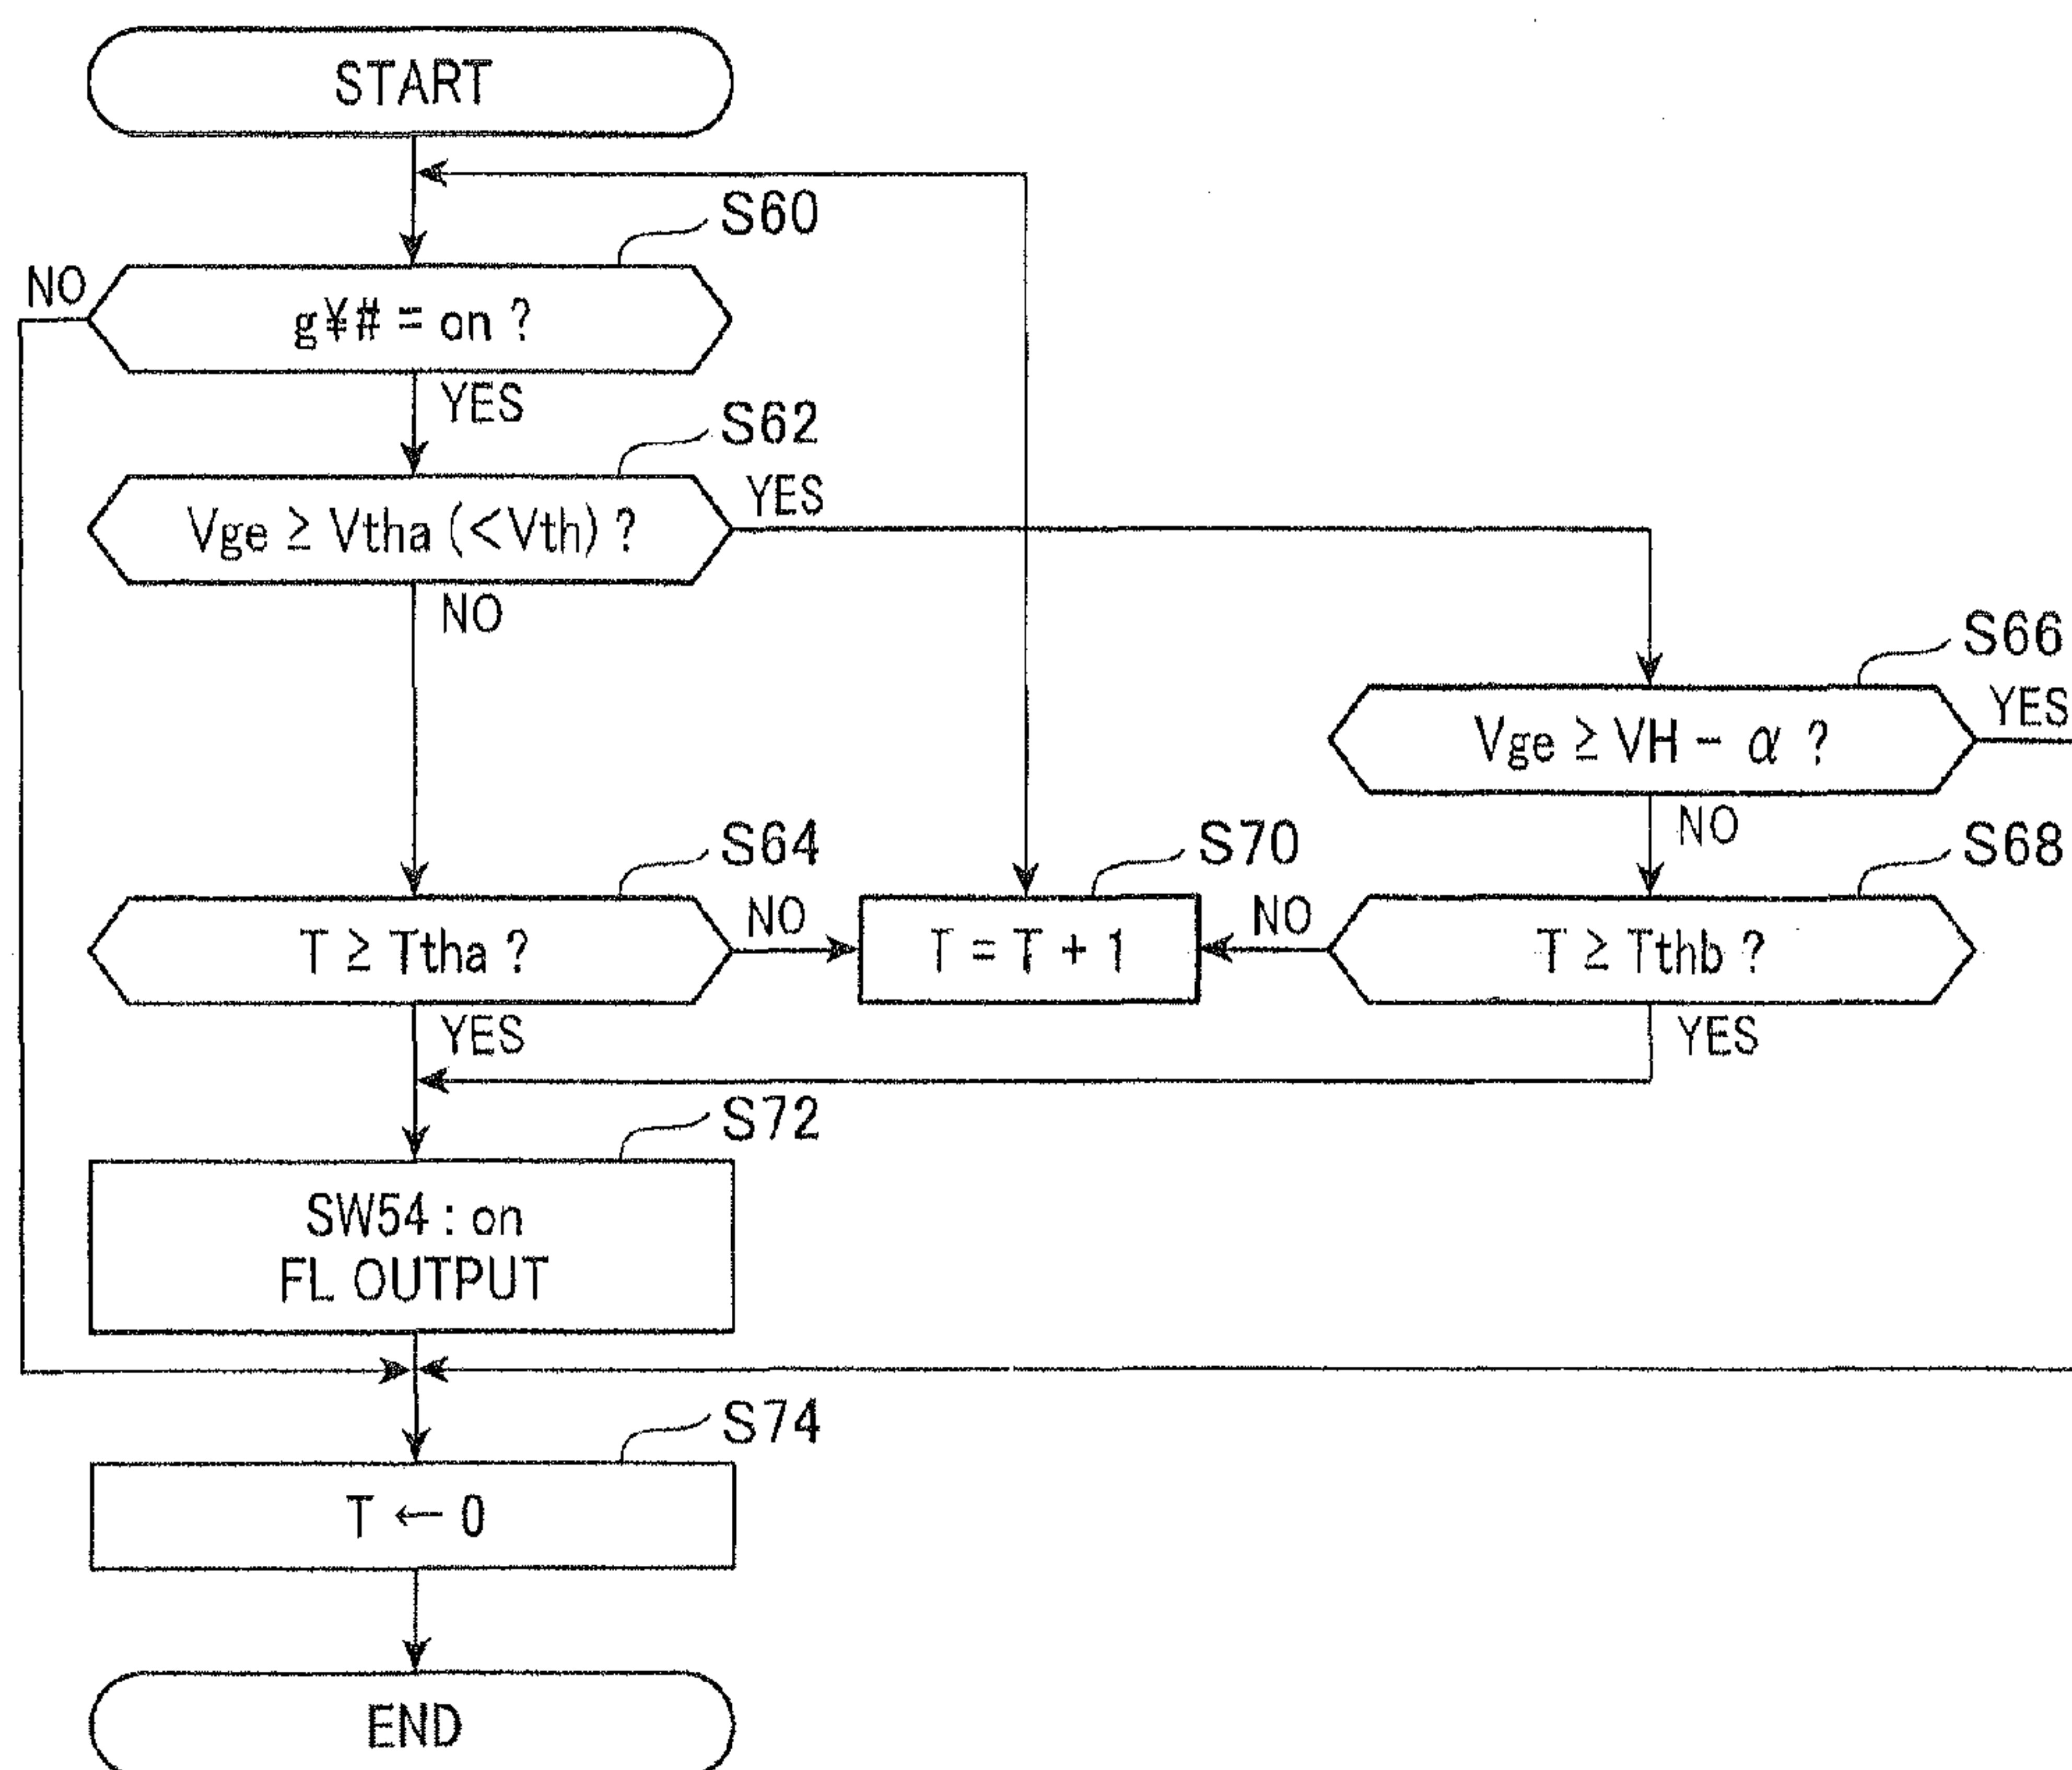 START
S60
NO
g¥# = on ?
YES
S62
Vge ≥ Vtha (<Vth) ?
YES
NO
S66
Vge ≥ VH - α ?
YES
NO
S64
T ≥ Ttha ?
NO
YES
S70
T = T + 1
S68
NO
T ≥ Tthb ?
YES
S72
SW54 : on
FL OUTPUT
S74
T ← 0
END